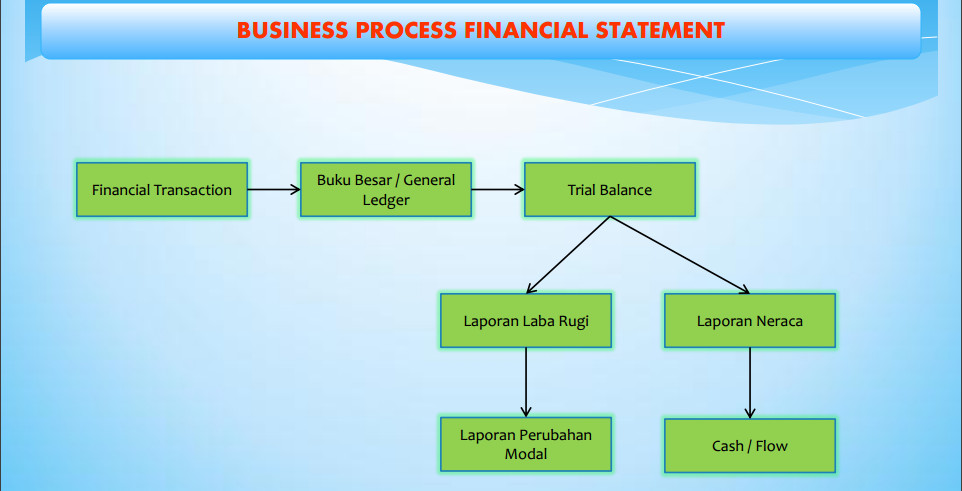 BUSINESS PROCESS FINANCIAL STATEMENT
Financial Transaction
Buku Besar / General
Ledger
Trial Balance
Laporan Laba Rugi
Laporan Neraca
Laporan Perubahan
Modal
Cash / Flow